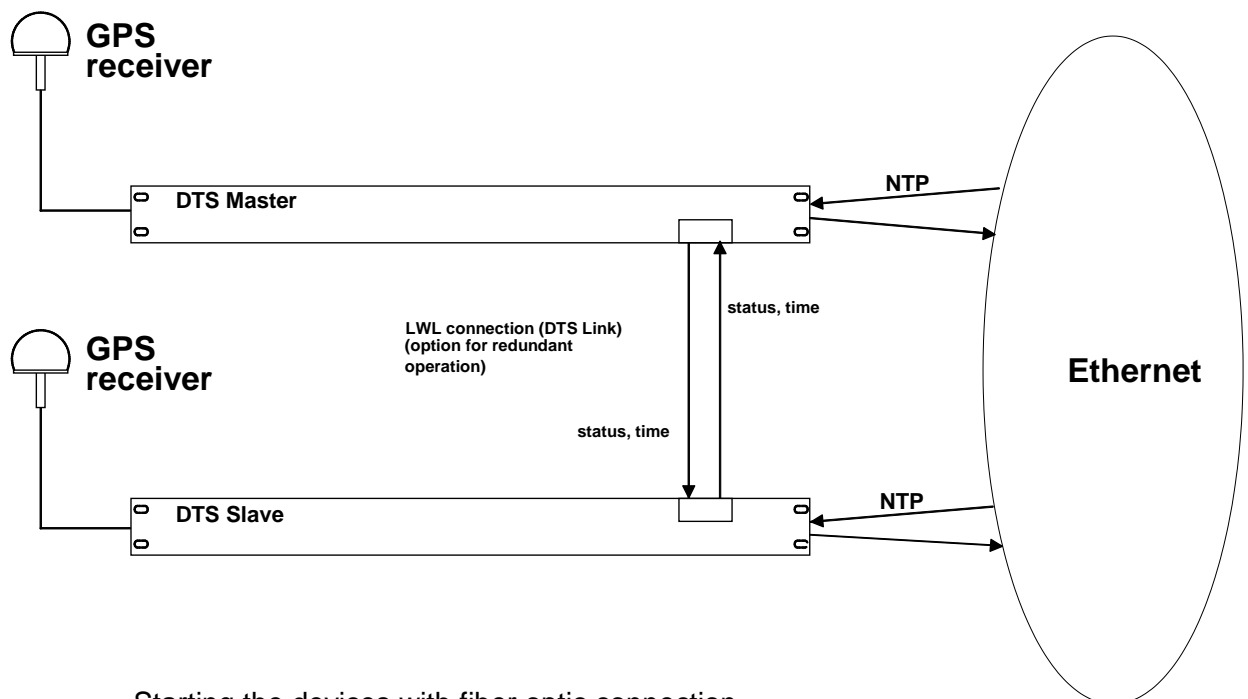 GPS
receiver
DTS Master
NTP
status, time
LWL connection (DTS Link)
(option for redundant
operation)
GPS
receiver
Ethernet
status, time
DTS Slave
NTP
Starting the devices with fiber optic connection